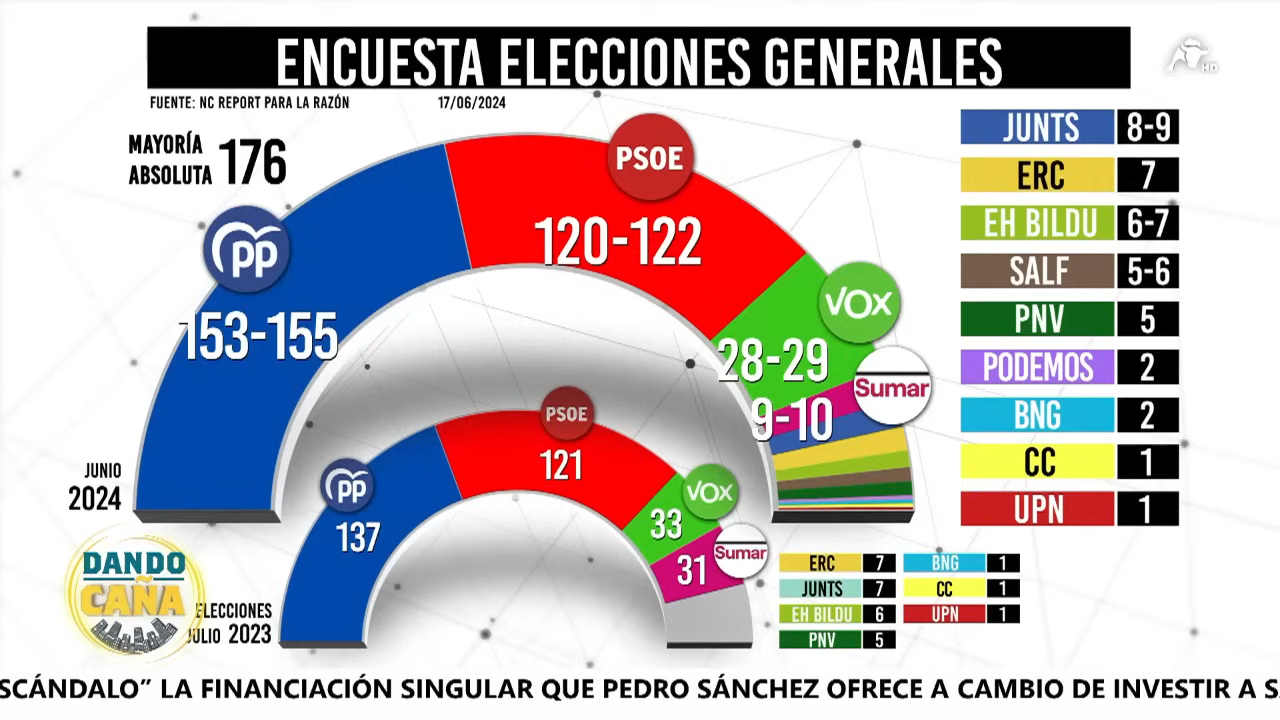 ENCUESTA ELECCIONES GENERALES
HD
FUENTE: NC REPORT PARA LA RAZÓN
17/06/2024
MAYORÍA
ABSOLUTA 176
PP
153-155
PSOE
120-122
VOX
28-29
Sumar
9-10
JUNTS 8-9
ERC 7
EH BILDU 6-7
SALF 5-6
PNV 5
PODEMOS 2
BNG 2
CC 1
UPN 1
JUNIO
2024
PP
137
PSOE
121
VOX
33
Sumar
31
ERC 7
JUNTS 7
EH BILDU 6
PNV 5
BNG 1
CC 1
UPN 1
DANDO
CAÑA
ELECCIONES
JULIO 2023
SCÁNDALO” LA FINANCIACIÓN SINGULAR QUE PEDRO SÁNCHEZ OFRECE A CAMBIO DE INVESTIR A S